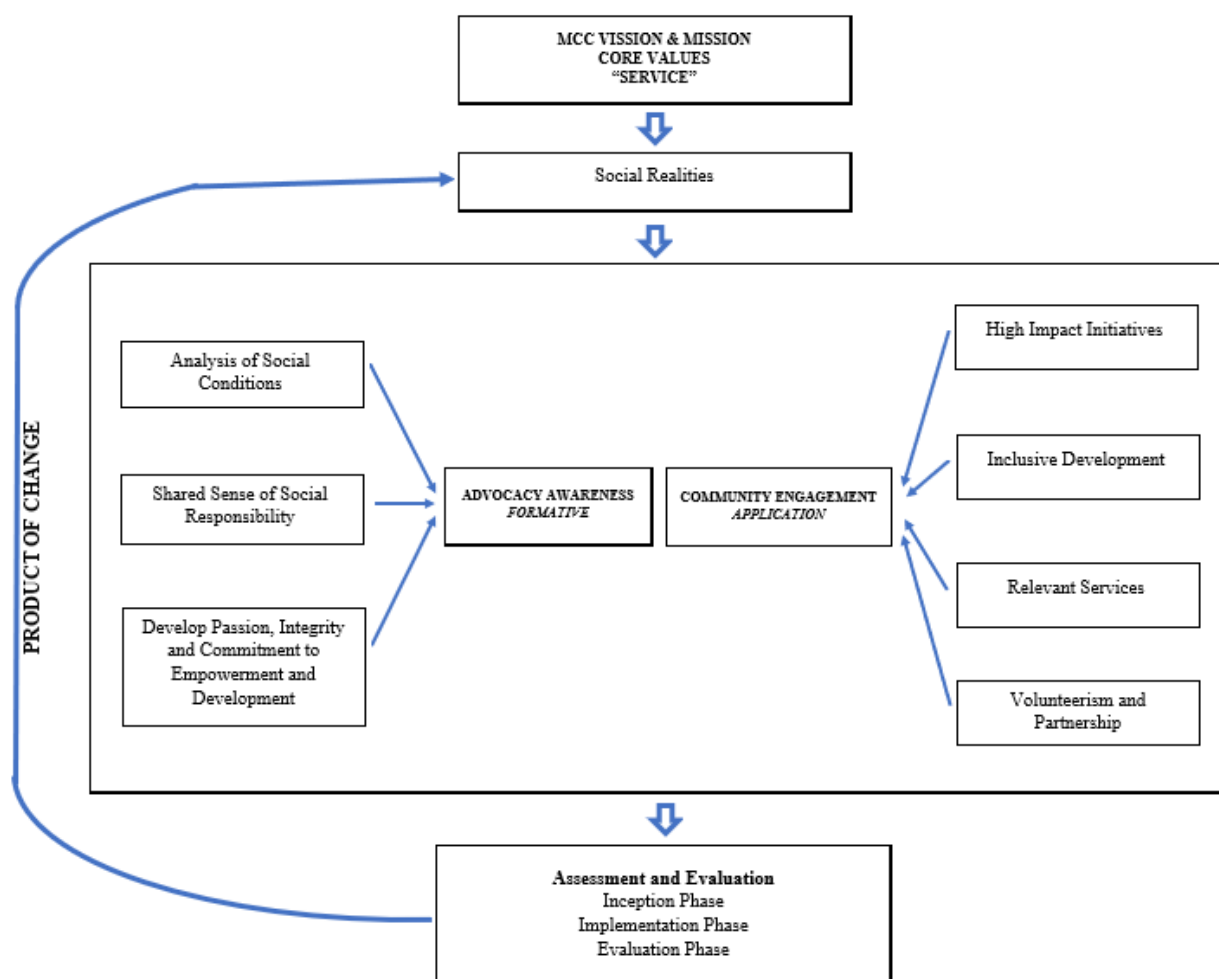 MCC VISSION & MISSION
CORE VALUES
“SERVICE”
Social Realities
PRODUCT OF CHANGE
Analysis of Social
Conditions
Shared Sense of Social
Responsibility
Develop Passion, Integrity
and Commitment to
Empowerment and
Development
ADVOCACY AWARENESS
FORMATIVE
COMMUNITY ENGAGEMENT
APPLICATION
High Impact Initiatives
Inclusive Development
Relevant Services
Volunteerism and
Partnership
Assessment and Evaluation
Inception Phase
Implementation Phase
Evaluation Phase